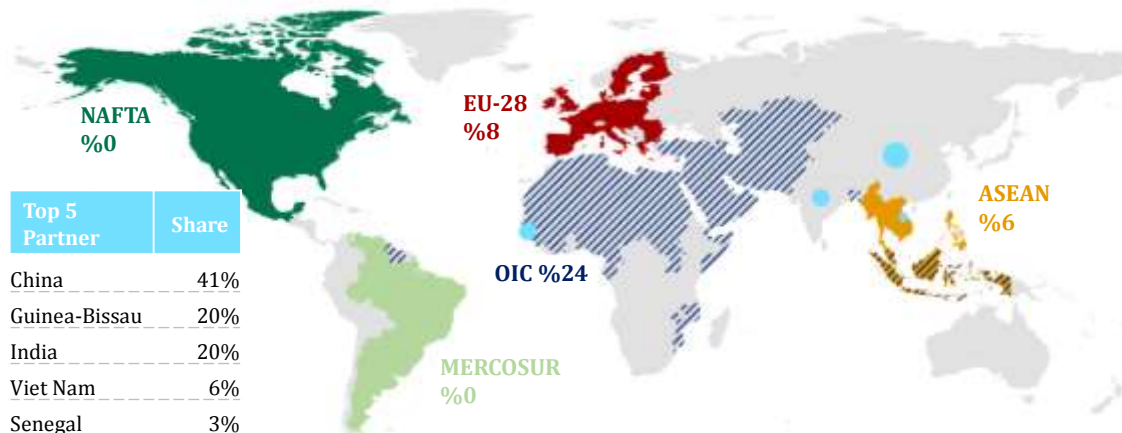 NAFTA
%0
EU-28
%8
ASEAN
%6
OIC %24
MERCOSUR
%0
Top 5
Partner Share
China 41%
Guinea-Bissau 20%
India 20%
Viet Nam 6%
Senegal 3%